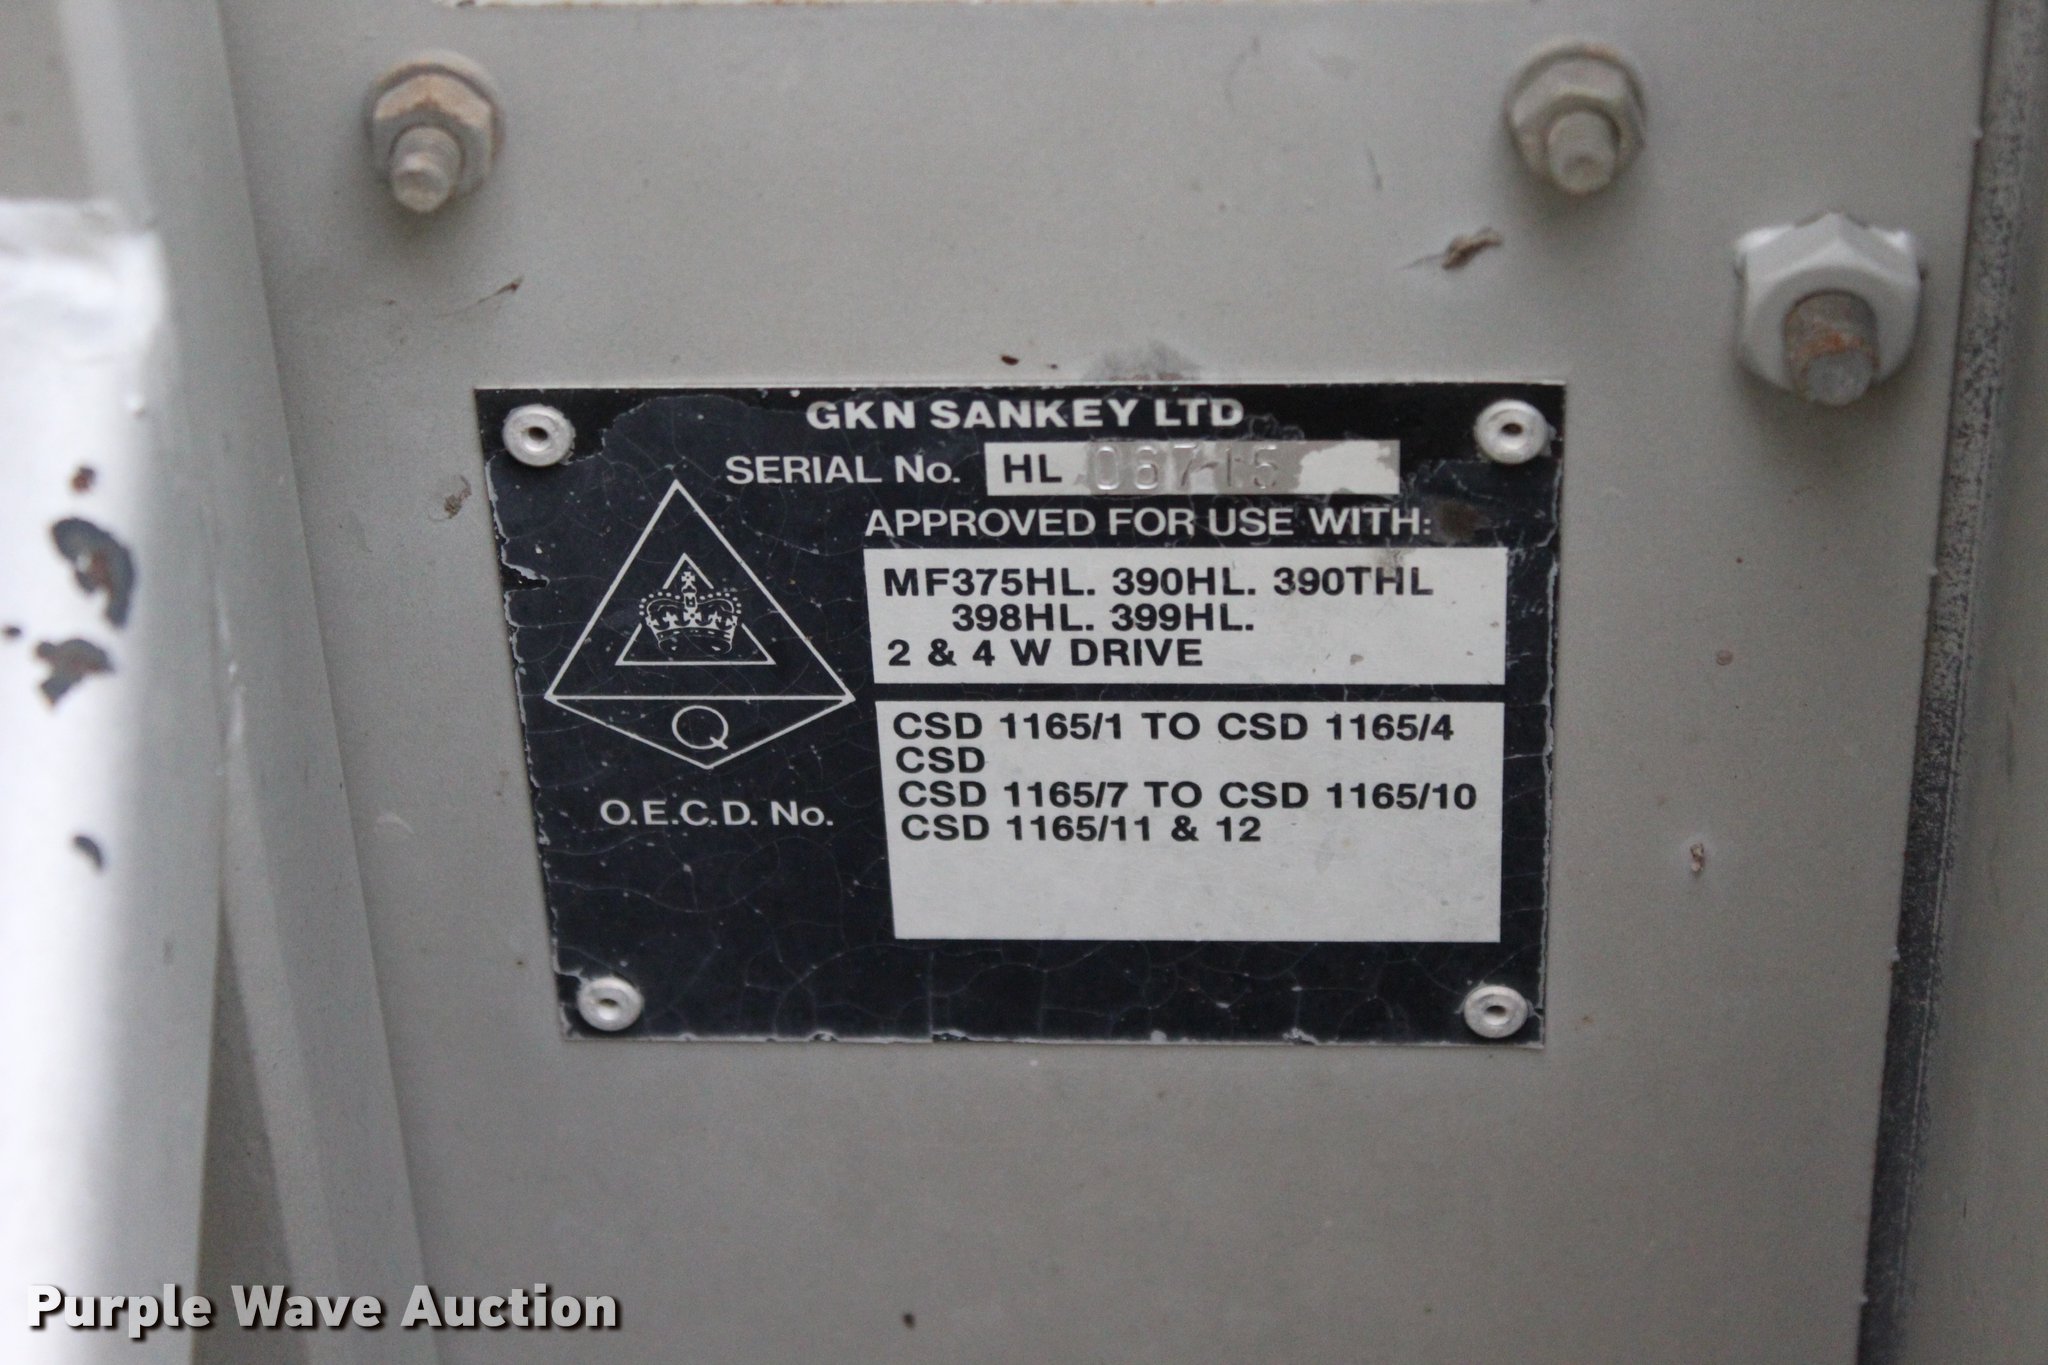 GKN SANKEY LTD
SERIAL No. HL 06715
APPROVED FOR USE WITH:
MF375HL. 390HL. 390THL
398HL. 399HL.
2 & 4 W DRIVE
Q
O.E.C.D. No.
CSD 1165/1 TO CSD 1165/4
CSD
CSD 1165/7 TO CSD 1165/10
CSD 1165/11 & 12
Purple Wave Auction